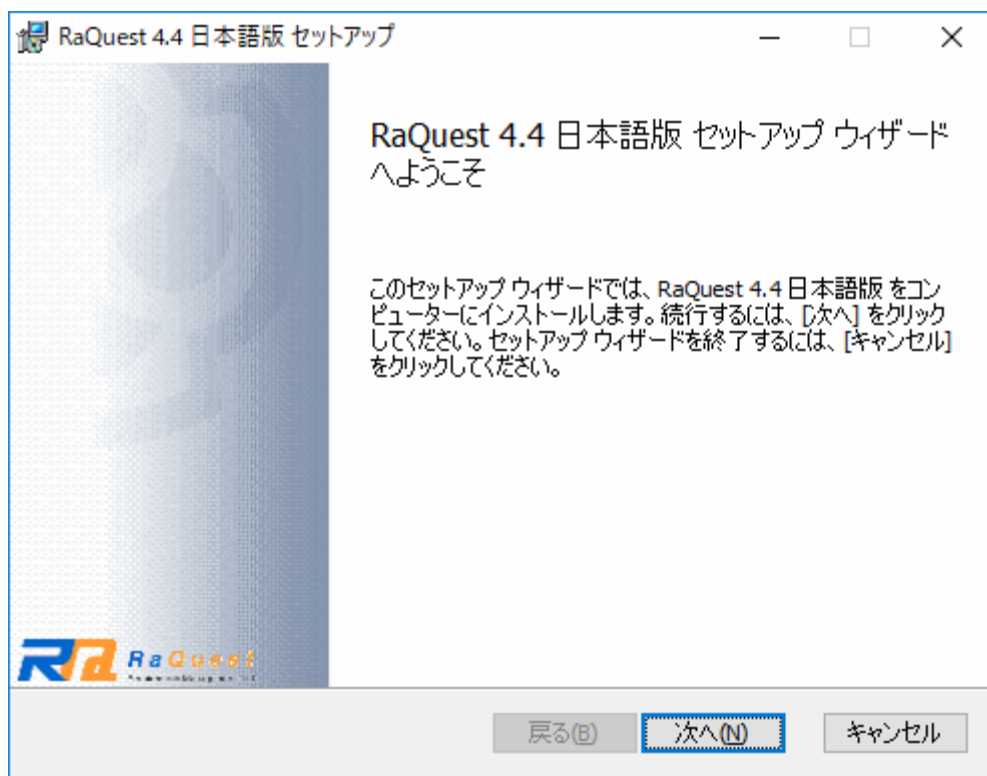 RaQuest 4.4 日本語版 セットアップ
RaQuest 4.4 日本語版 セットアップ ウィザード
へようこそ
このセットアップ ウィザードでは、RaQuest 4.4 日本語版 をコン
ピューターにインストールします。続行するには、[次へ] をクリック
してください。セットアップ ウィザードを終了するには、[キャンセル]
をクリックしてください。
Ra RaQuest
戻る(B) 次へ(N) キャンセル